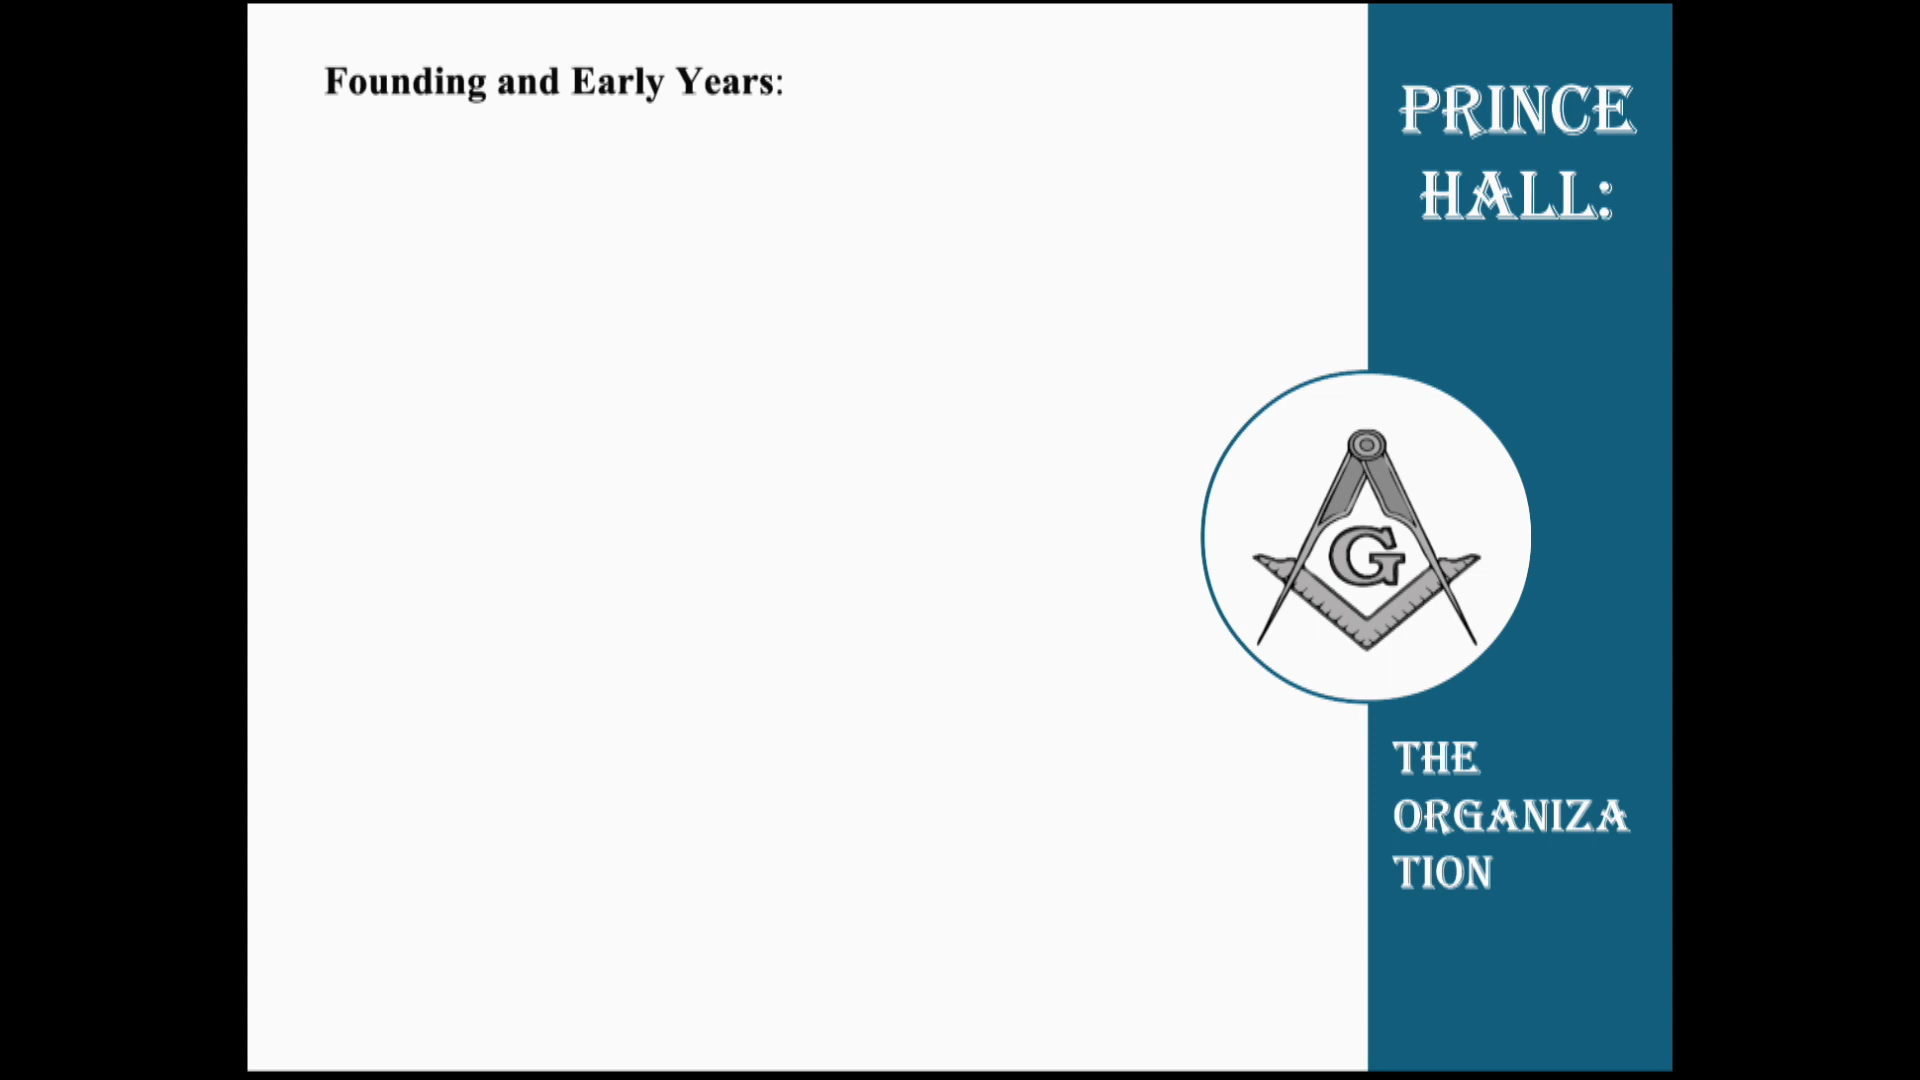 Founding and Early Years:
PRINCE
HALL:
G
THE
ORGANIZA
TION